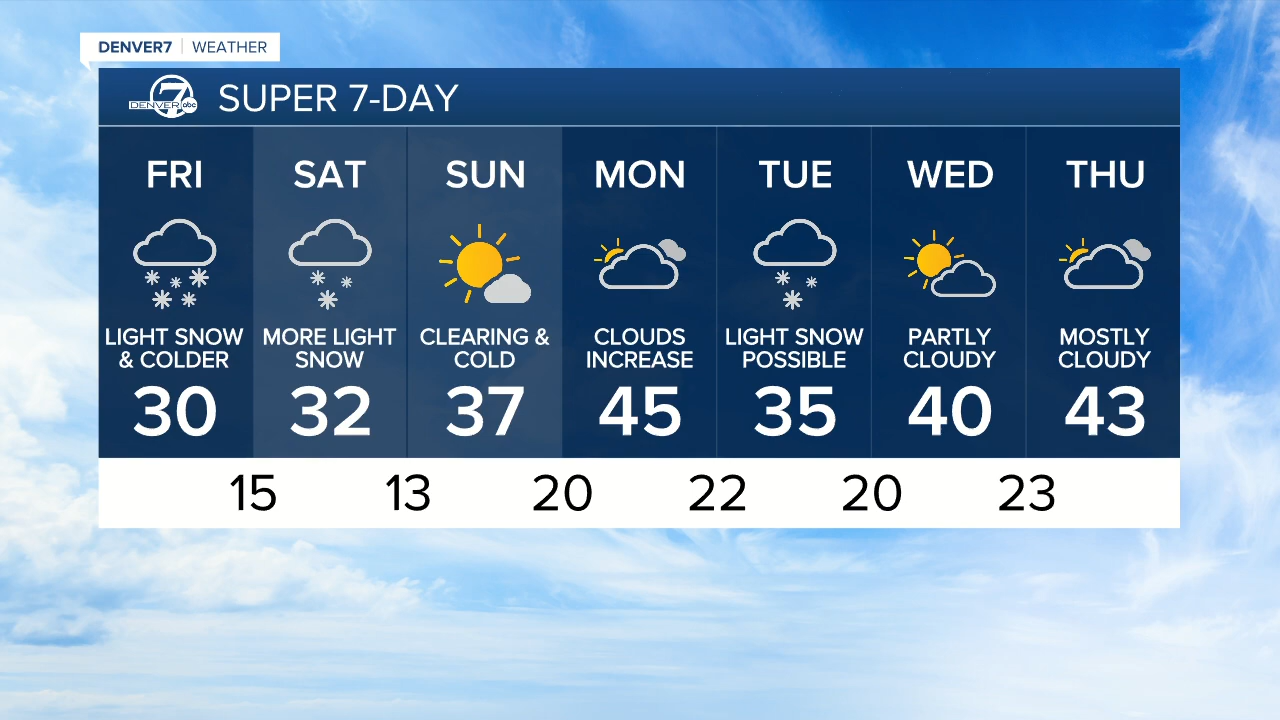 DENVER7 | WEATHER
DENVER 7 abc
SUPER 7-DAY
FRI
LIGHT SNOW
& COLDER
30
SAT
MORE LIGHT
SNOW
32
SUN
CLEARING &
COLD
37
MON
CLOUDS
INCREASE
45
TUE
LIGHT SNOW
POSSIBLE
35
WED
PARTLY
CLOUDY
40
THU
MOSTLY
CLOUDY
43
15 13 20 22 20 23